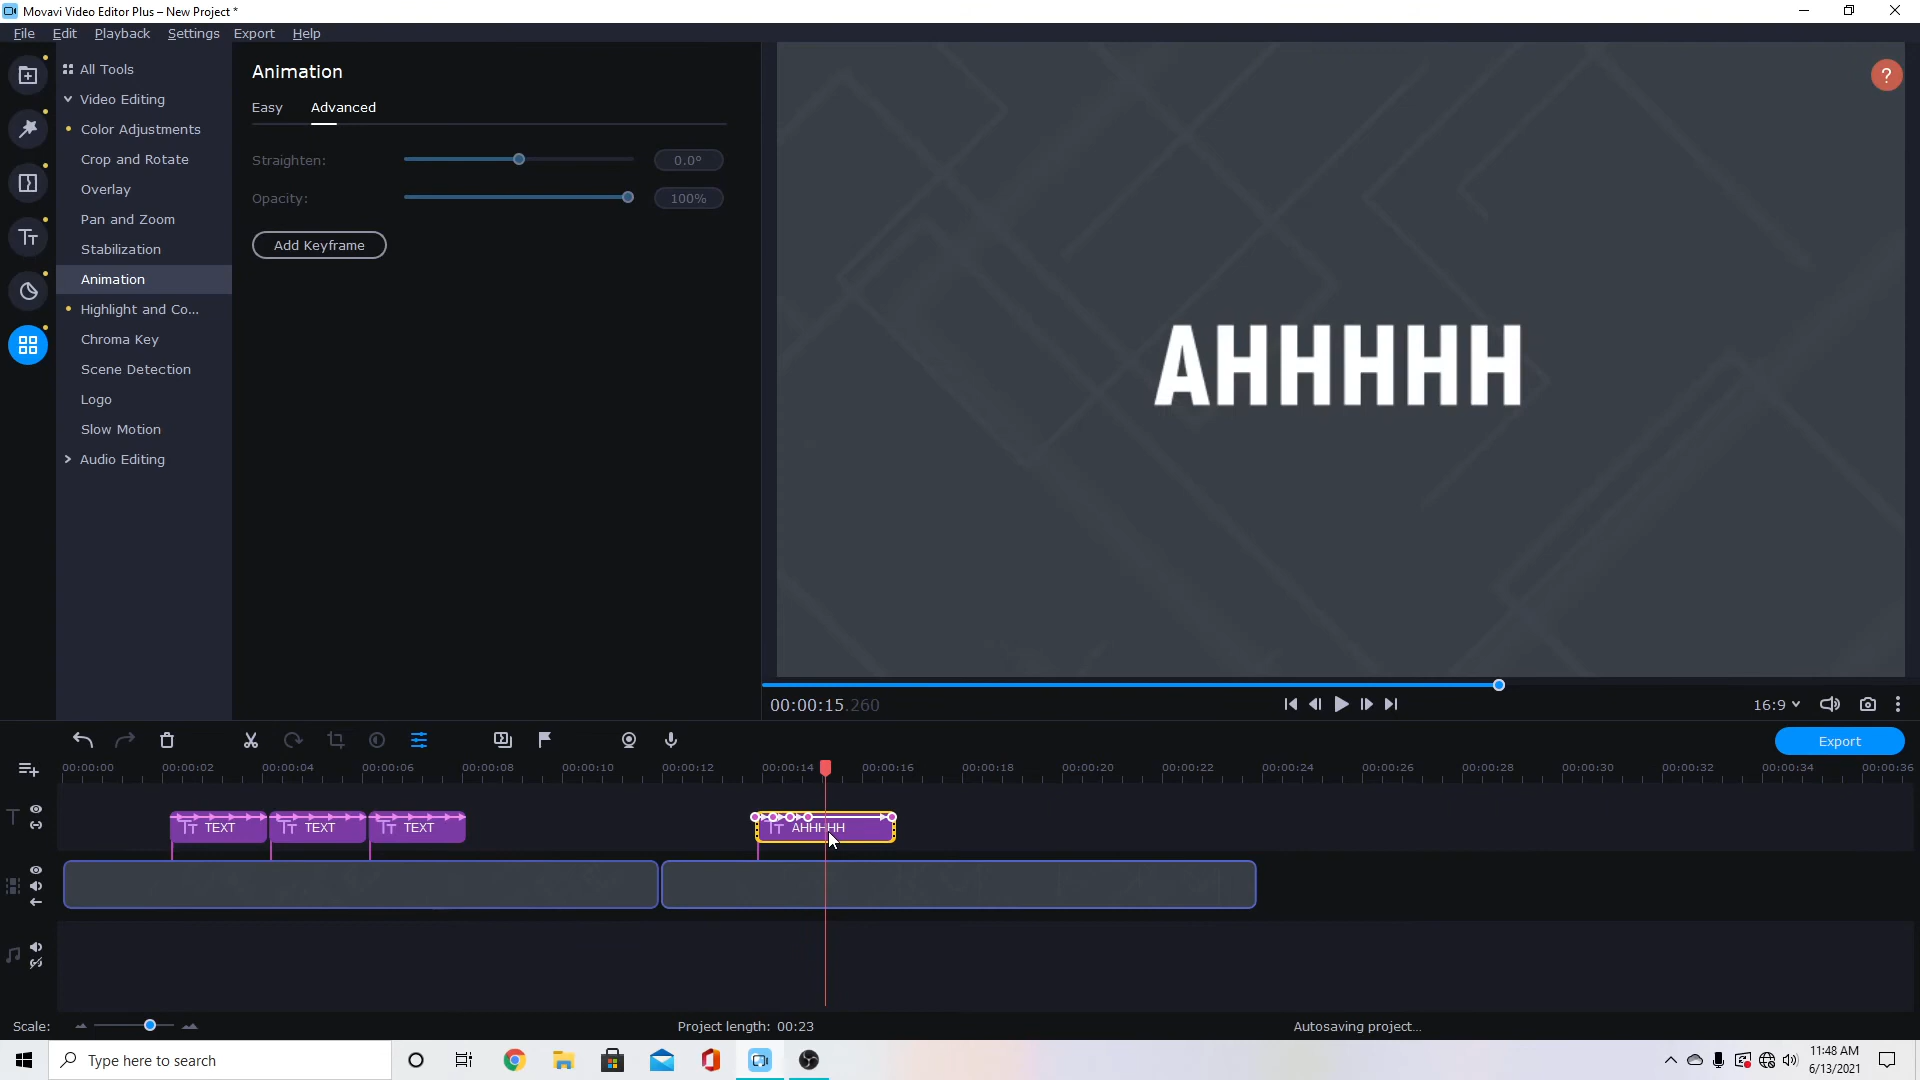 Movavi Video Editor Plus – New Project *
File Edit Playback Settings Export Help
All Tools
Video Editing
Color Adjustments
Crop and Rotate
Overlay
Pan and Zoom
Stabilization
Animation
Highlight and Co...
Chroma Key
Scene Detection
Logo
Slow Motion
Audio Editing
Animation
Easy Advanced
Straighten: 0.0°
Opacity: 100%
Add Keyframe
?
AHHHHH
00:00:15.260
16:9
Export
00:00:00 00:00:02 00:00:04 00:00:06 00:00:08 00:00:10 00:00:12 00:00:14 00:00:16 00:00:18 00:00:20 00:00:22 00:00:24 00:00:26 00:00:28 00:00:30 00:00:32 00:00:34 00:00:36
TEXT TEXT TEXT AHHHHH
Scale: Project length: 00:23 Autosaving project...
Type here to search
11:48 AM
6/13/2021